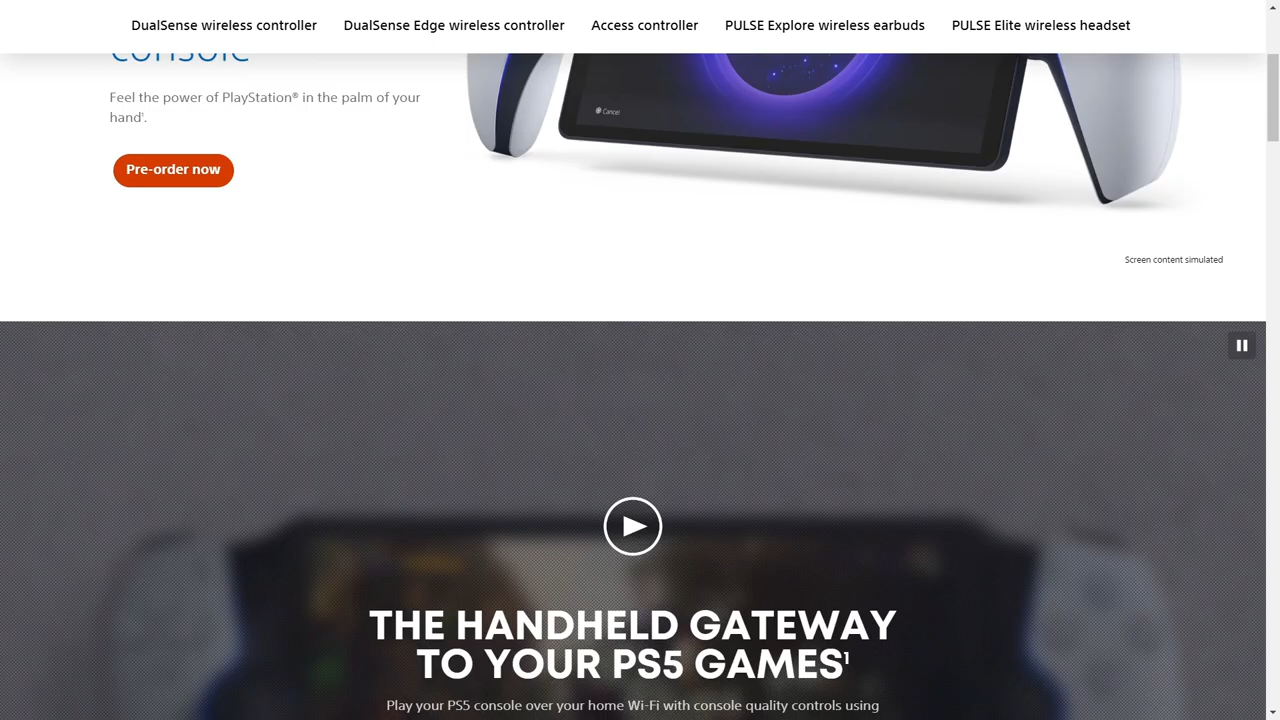 DualSense wireless controller
DualSense Edge wireless controller
Access controller
PULSE Explore wireless earbuds
PULSE Elite wireless headset
console
Feel the power of PlayStation® in the palm of your
hand¹.
Pre-order now
Cancel
Screen content simulated
THE HANDHELD GATEWAY
TO YOUR PS5 GAMES¹
Play your PS5 console over your home Wi-Fi with console quality controls using